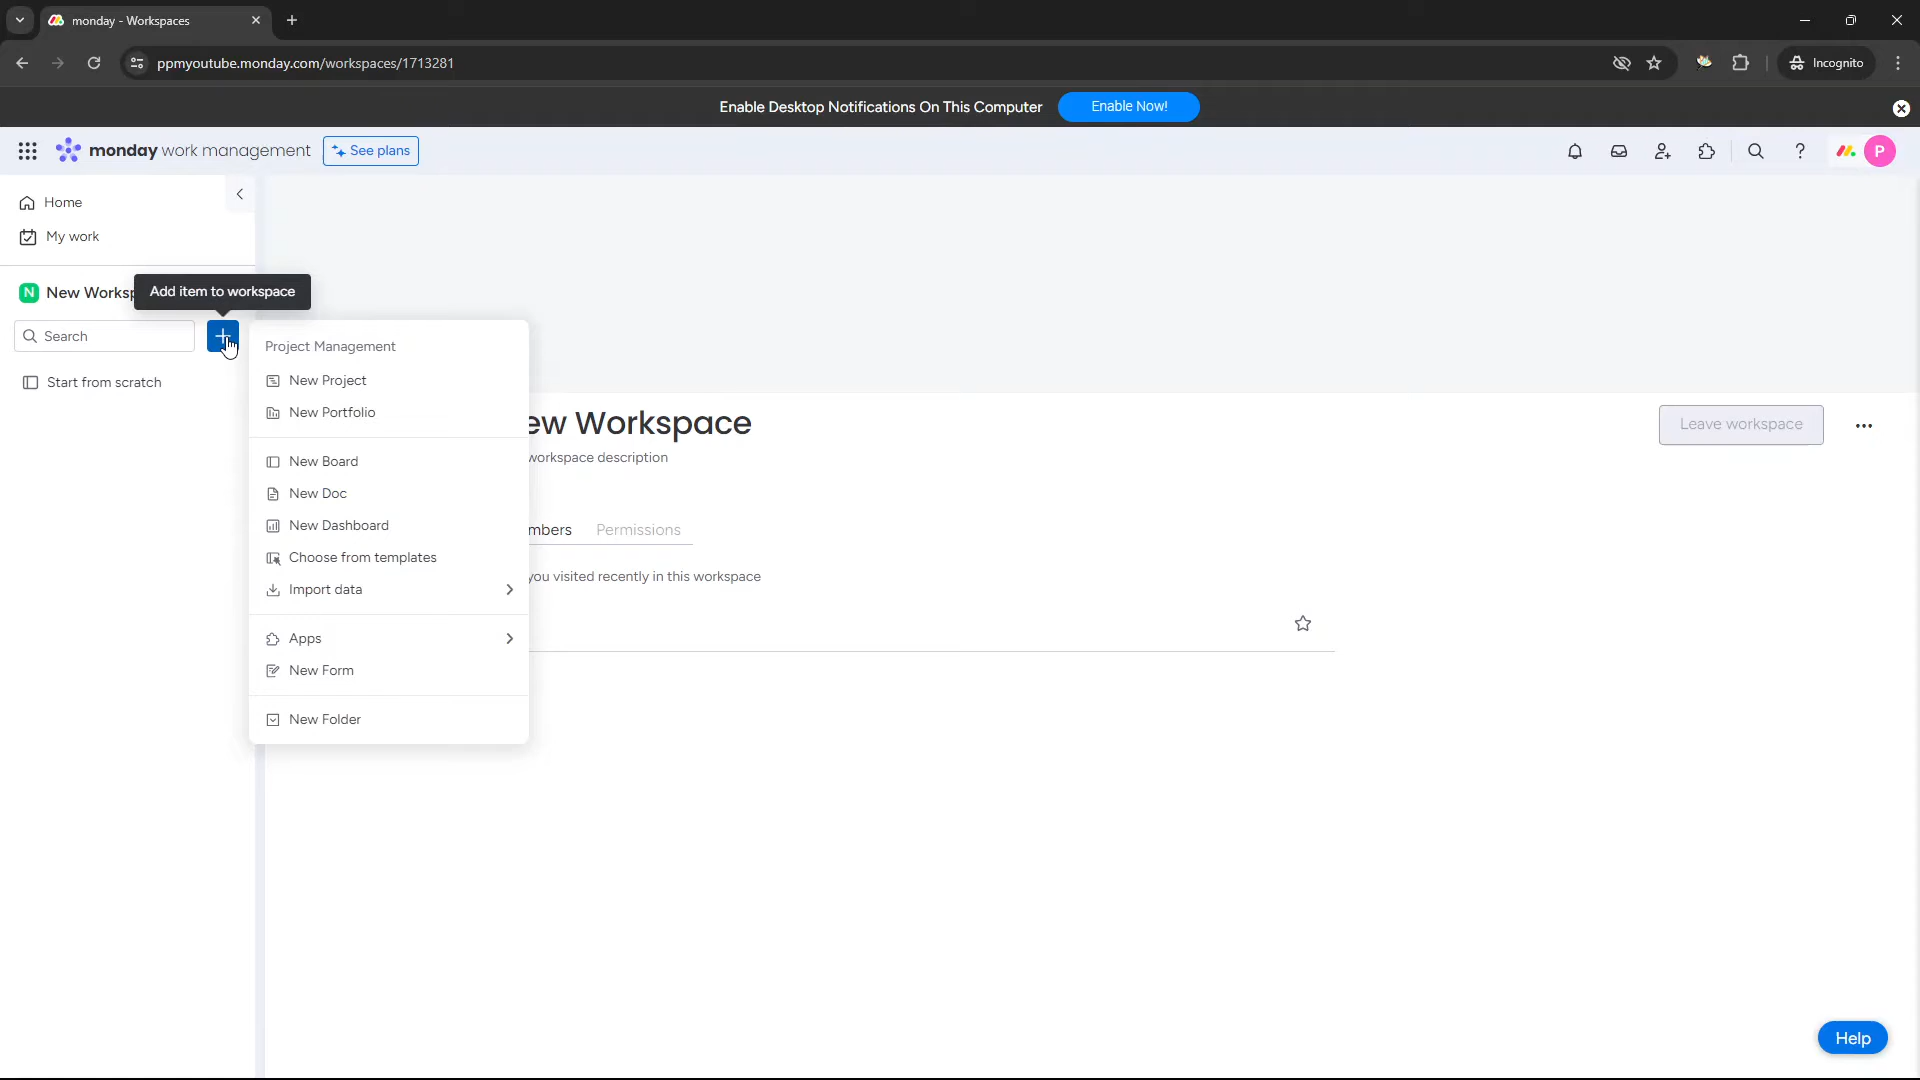 monday - Workspaces
ppmyoutube.monday.com/workspaces/1713281
Incognito
Enable Desktop Notifications On This Computer
Enable Now!
monday work management
See plans
P
Home
My work
N
New Worksp
Add item to workspace
Search
Start from scratch
Project Management
New Project
New Portfolio
New Board
New Doc
New Dashboard
Choose from templates
Import data
Apps
New Form
New Folder
ew Workspace
workspace description
mbers
Permissions
you visited recently in this workspace
Leave workspace
Help